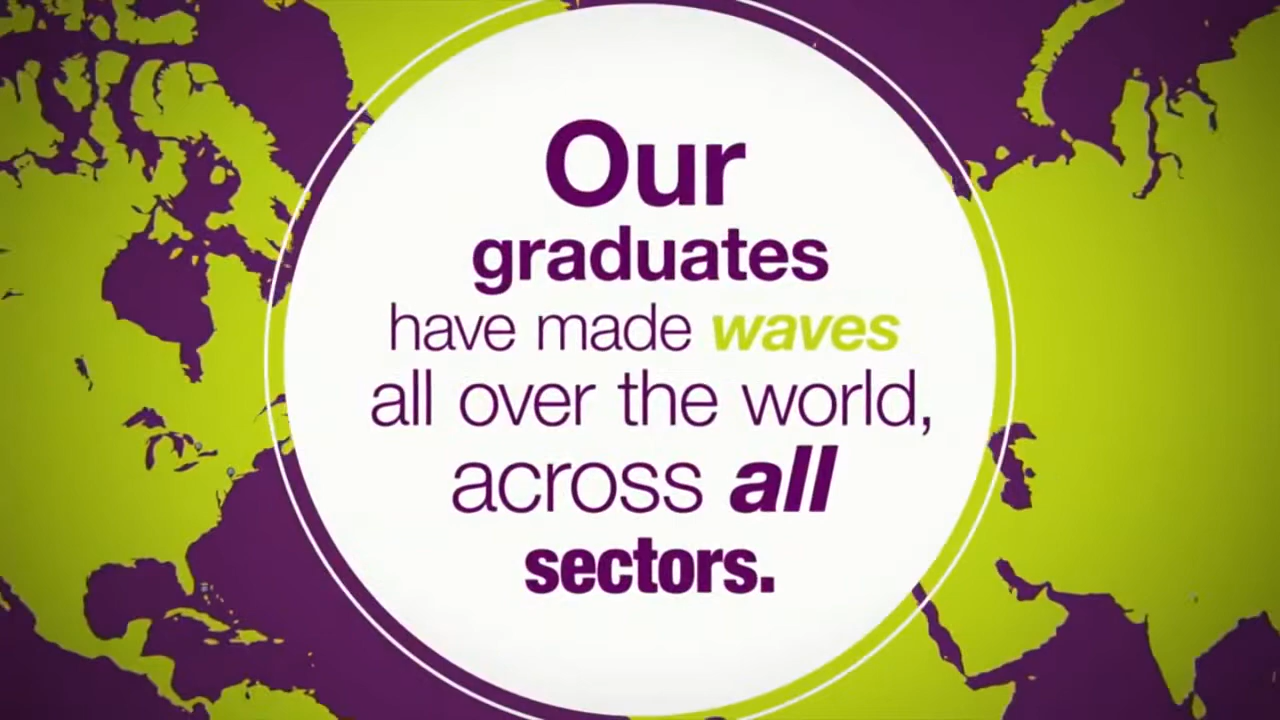 Our
graduates
have made waves
all over the world,
across all
sectors.